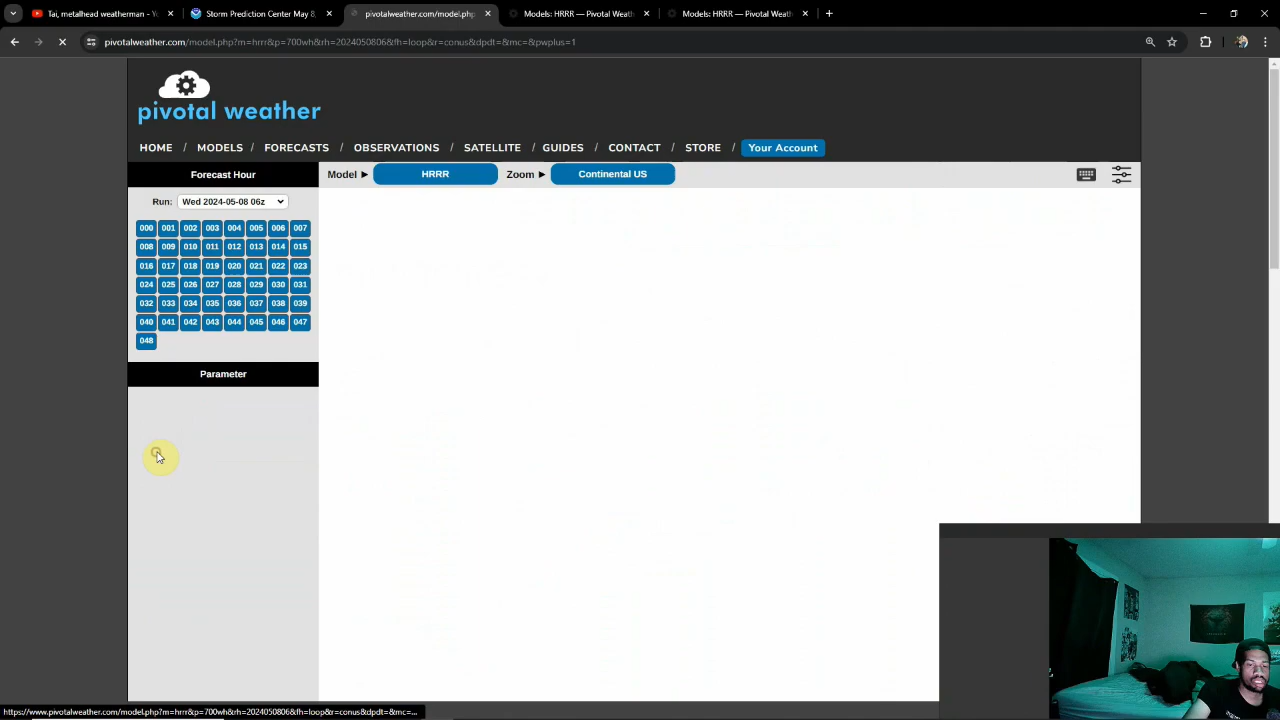 Tai, metalhead weatherman - Yo
Storm Prediction Center May 8,
pivotalweather.com/model.php
Models: HRRR — Pivotal Weath
Models: HRRR — Pivotal Weath
pivotalweather.com/model.php?m=hrrr&p=700wh&rh=2024050806&fh=loop&r=conus&dpdt=&mc=&pwplus=1
pivotal weather
HOME / MODELS / FORECASTS / OBSERVATIONS / SATELLITE / GUIDES / CONTACT / STORE / Your Account
Forecast Hour
Model ▶ HRRR Zoom ▶ Continental US
Run: Wed 2024-05-08 06z
000 001 002 003 004 005 006 007
008 009 010 011 012 013 014 015
016 017 018 019 020 021 022 023
024 025 026 027 028 029 030 031
032 033 034 035 036 037 038 039
040 041 042 043 044 045 046 047
048
Parameter
https://www.pivotalweather.com/model.php?m=hrrr&p=700wh&rh=2024050806&fh=loop&r=conus&dpdt=&mc=...